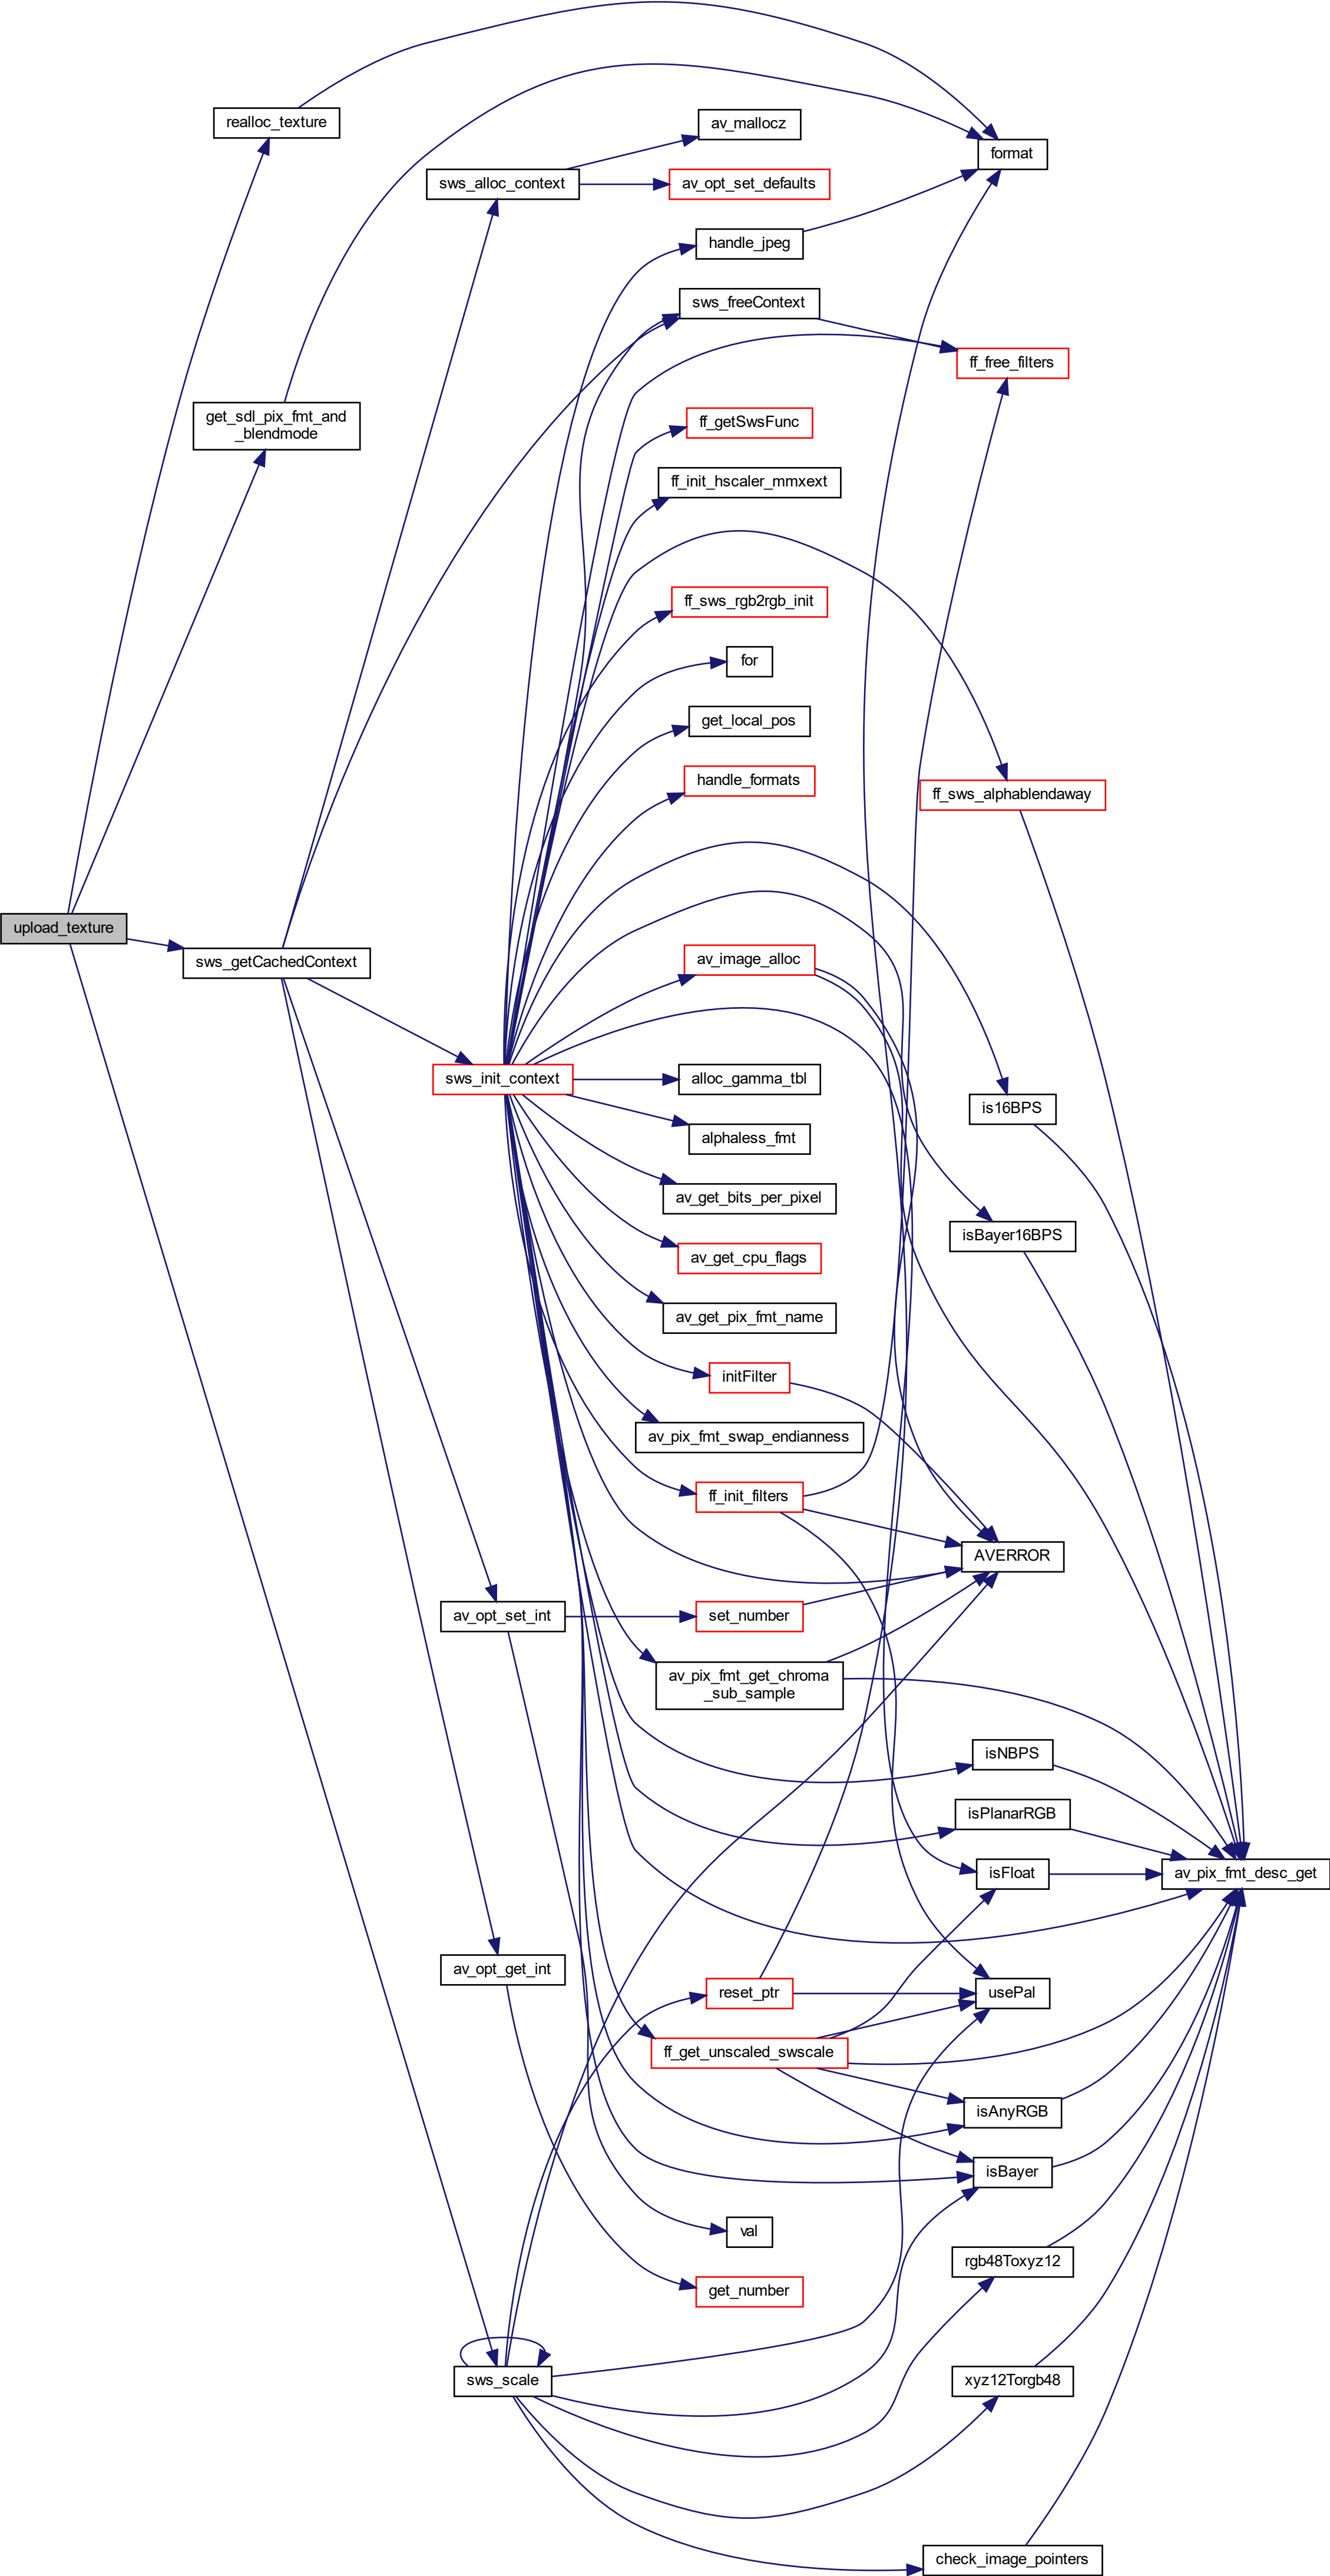 realloc_texture
av_mallocz
format
sws_alloc_context
av_opt_set_defaults
handle_jpeg
sws_freeContext
ff_free_filters
get_sdl_pix_fmt_and
_blendmode
ff_getSwsFunc
ff_init_hscaler_mmxext
ff_sws_rgb2rgb_init
for
get_local_pos
handle_formats
ff_sws_alphablendaway
upload_texture
sws_getCachedContext
av_image_alloc
sws_init_context
alloc_gamma_tbl
is16BPS
alphaless_fmt
av_get_bits_per_pixel
isBayer16BPS
av_get_cpu_flags
av_get_pix_fmt_name
initFilter
av_pix_fmt_swap_endianness
ff_init_filters
AVERROR
av_opt_set_int
set_number
av_pix_fmt_get_chroma
_sub_sample
isNBPS
isPlanarRGB
isFloat
av_pix_fmt_desc_get
av_opt_get_int
reset_ptr
usePal
ff_get_unscaled_swscale
isAnyRGB
isBayer
val
rgb48Toxyz12
get_number
sws_scale
xyz12Torgb48
check_image_pointers